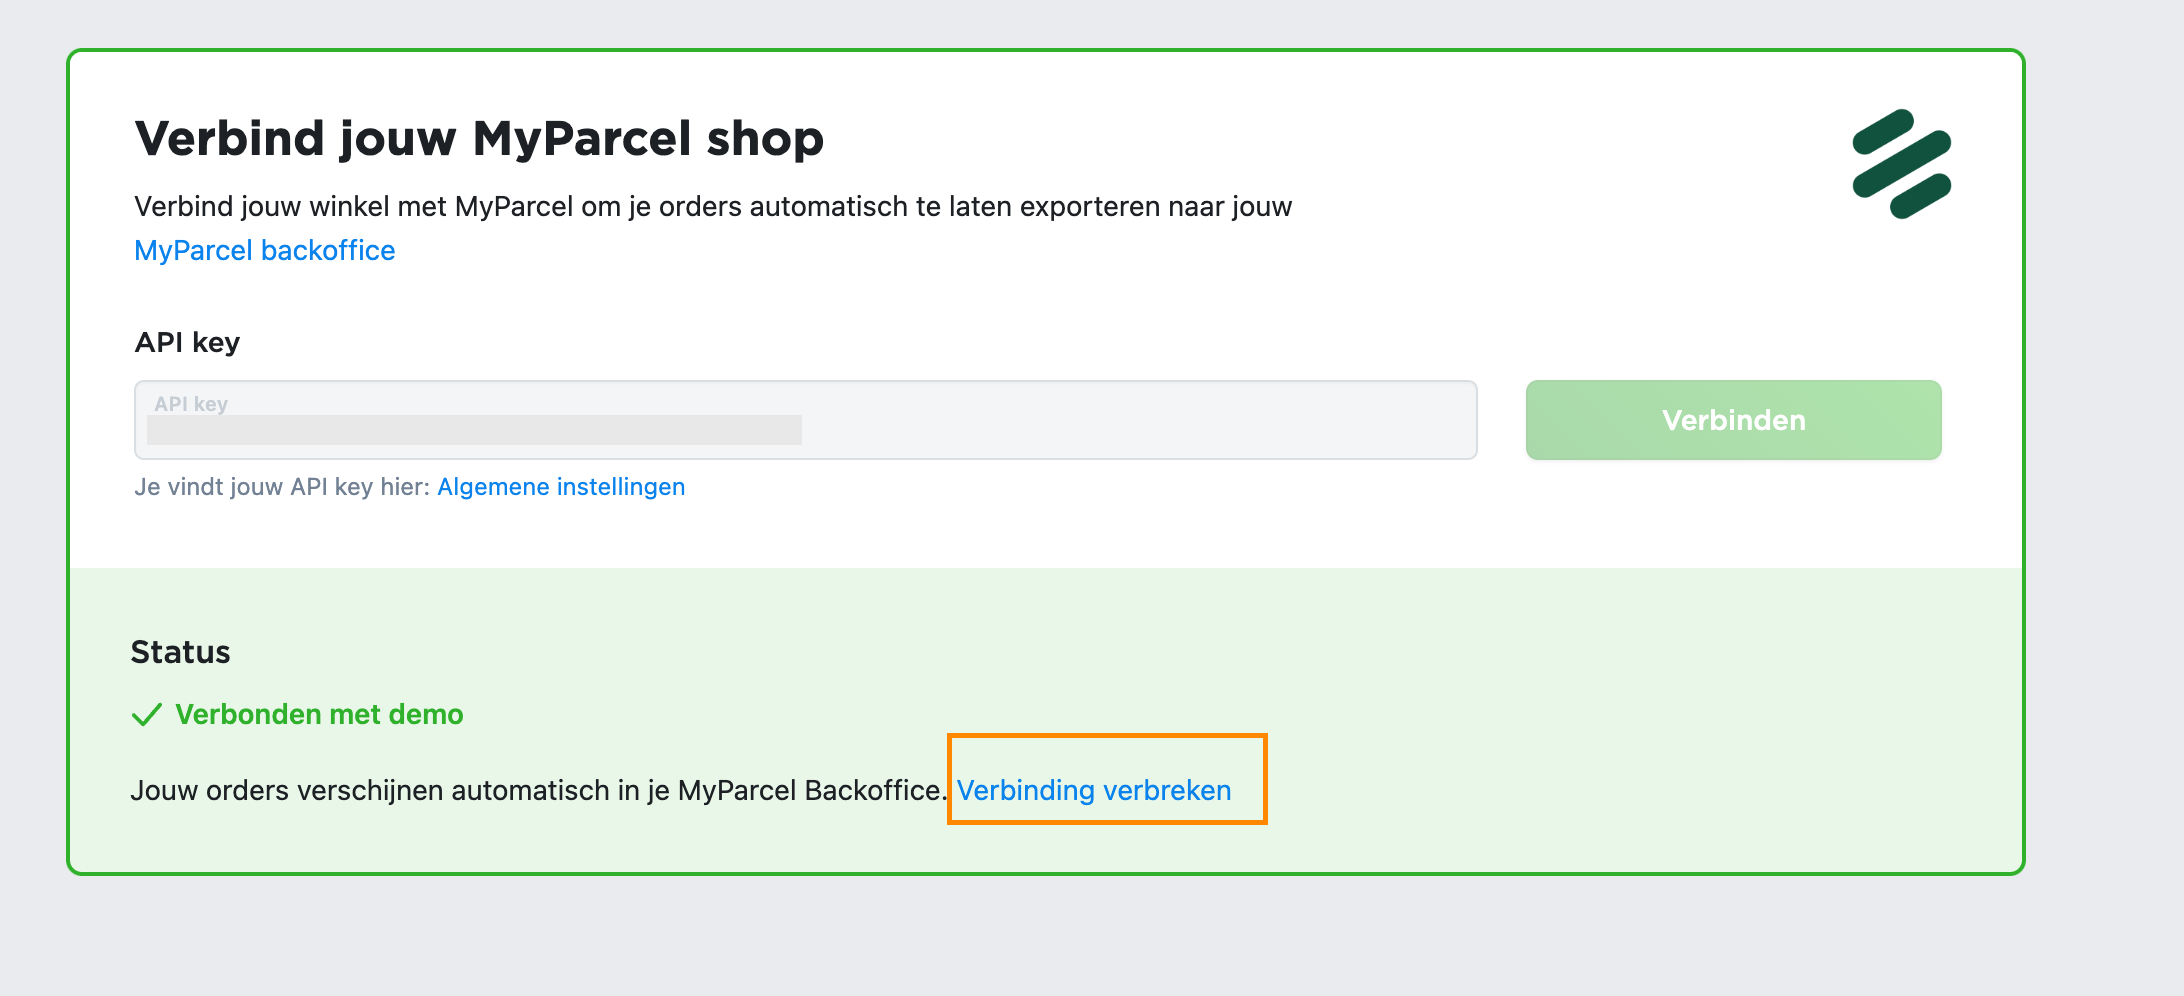 Verbind jouw MyParcel shop
Verbind jouw winkel met MyParcel om je orders automatisch te laten exporteren naar jouw
MyParcel backoffice
API key
API key
Verbinden
Je vindt jouw API key hier: Algemene instellingen
Status
Verbonden met demo
Jouw orders verschijnen automatisch in je MyParcel Backoffice. Verbinding verbreken